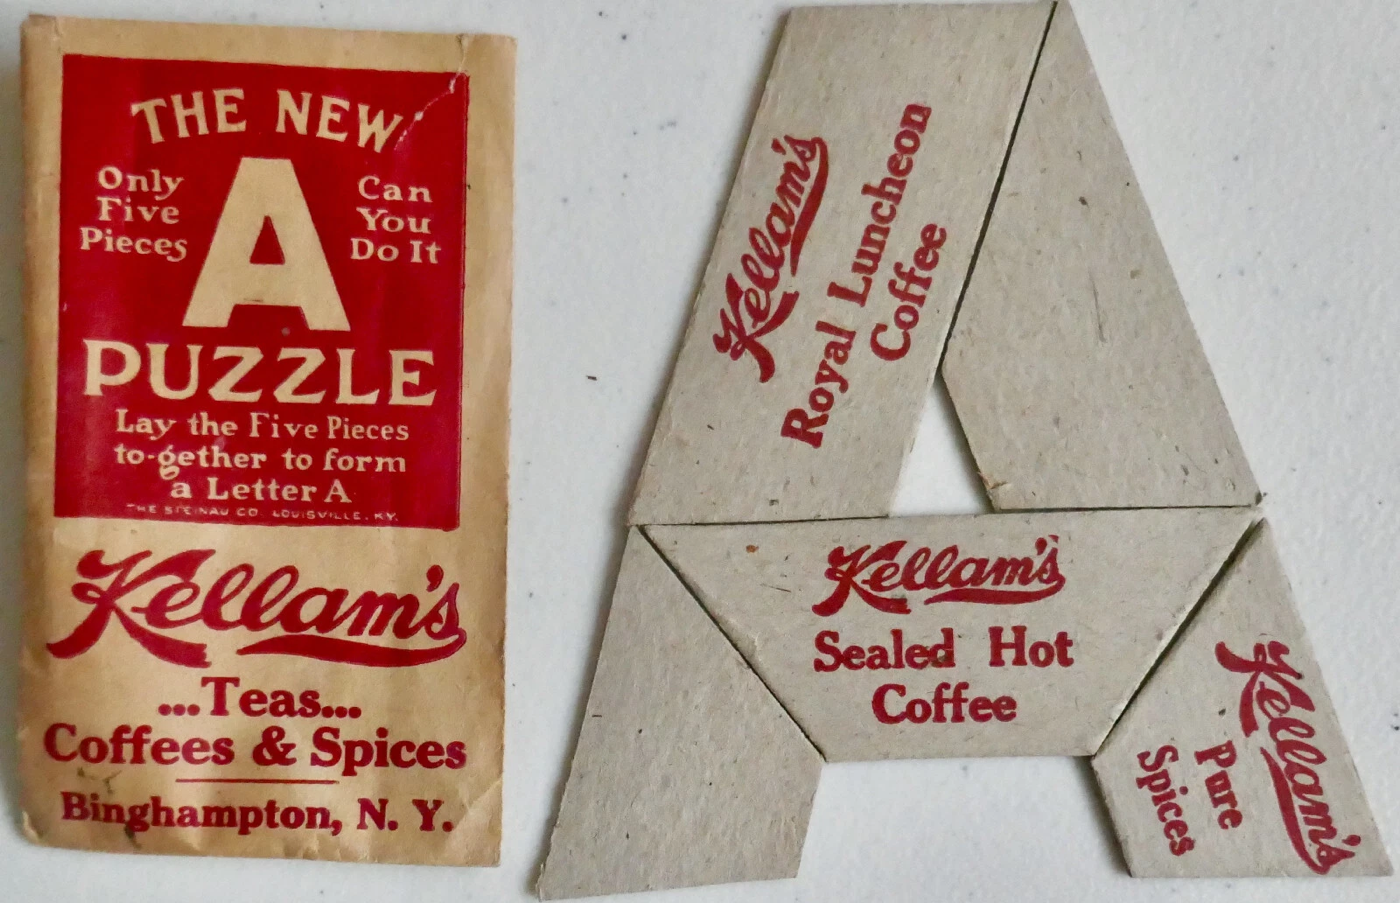 THE NEW
Only
Five
Pieces
A
Can
You
Do It
PUZZLE
Lay the Five Pieces
to-gether to form
a Letter A
THE STEINAU CO. LOUISVILLE, KY.
Kellam's
...Teas...
Coffees & Spices
Binghampton, N. Y.
Kellam's
Royal Luncheon
Coffee
Kellam's
Sealed Hot
Coffee
Kellam's
Pure
Spices